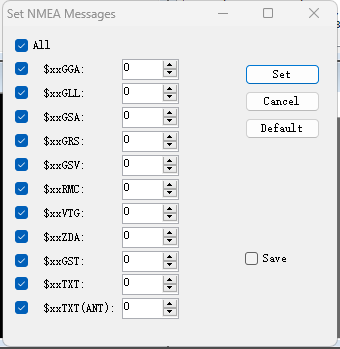 Set NMEA Messages
All
$xxGGA: 0
Set
$xxGLL: 0
Cancel
$xxGSA: 0
Default
$xxGRS: 0
$xxGSV: 0
$xxRMC: 0
$xxVTG: 0
$xxZDA: 0
$xxGST: 0
Save
$xxTXT: 0
$xxTXT(ANT): 0